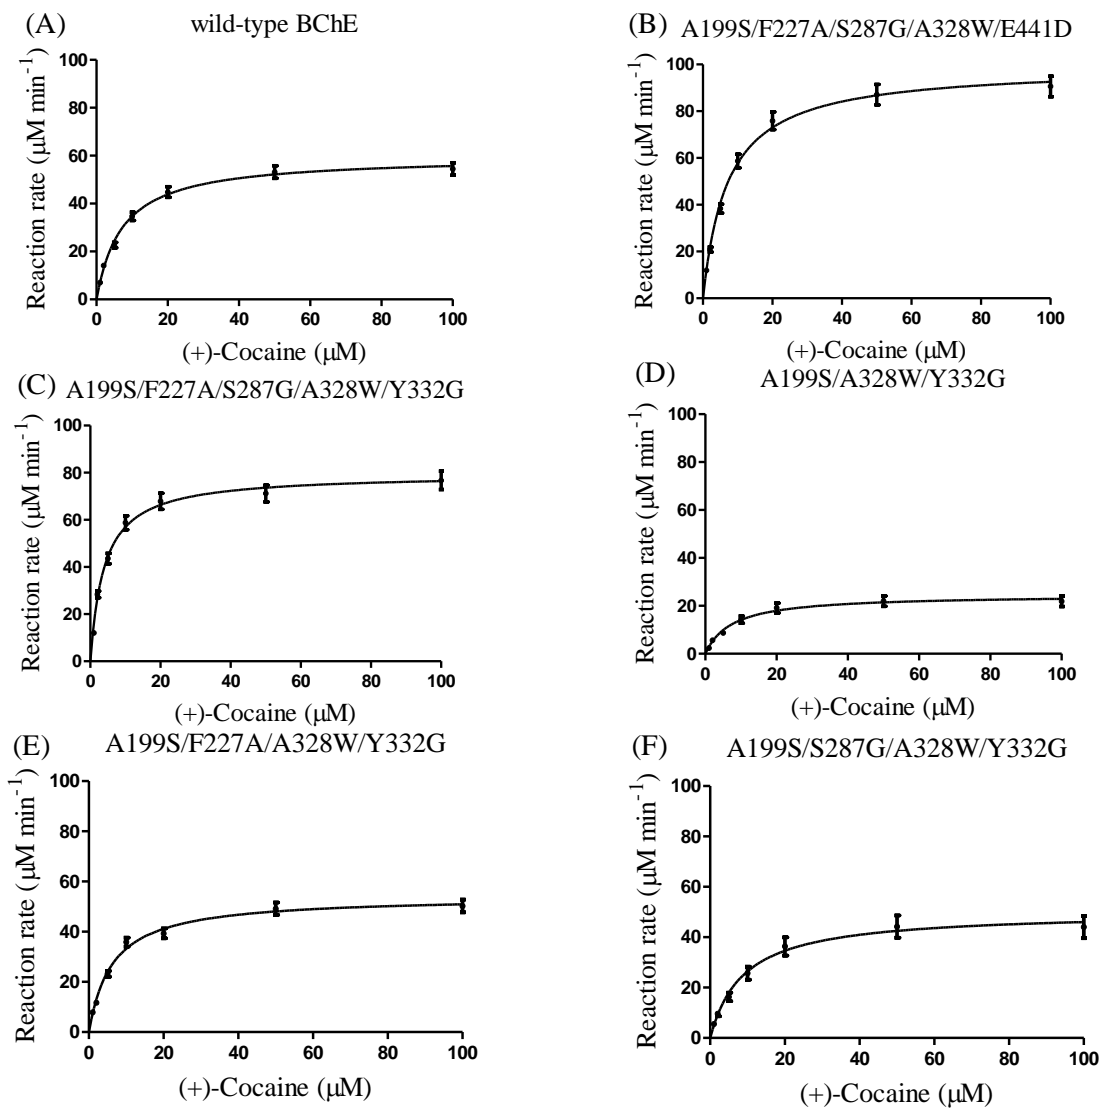 (A) wild-type BChE
100
80
60
40
20
0
Reaction rate (μM min⁻¹)
0 20 40 60 80 100
(+)-Cocaine (μM)
(B) A199S/F227A/S287G/A328W/E441D
100
80
60
40
20
0
Reaction rate (μM min⁻¹)
0 20 40 60 80 100
(+)-Cocaine (μM)
(C) A199S/F227A/S287G/A328W/Y332G
100
80
60
40
20
0
Reaction rate (μM min⁻¹)
0 20 40 60 80 100
(+)-Cocaine (μM)
(D) A199S/A328W/Y332G
100
80
60
40
20
0
Reaction rate (μM min⁻¹)
0 20 40 60 80 100
(+)-Cocaine (μM)
(E) A199S/F227A/A328W/Y332G
100
80
60
40
20
0
Reaction rate (μM min⁻¹)
0 20 40 60 80 100
(+)-Cocaine (μM)
(F) A199S/S287G/A328W/Y332G
100
80
60
40
20
0
Reaction rate (μM min⁻¹)
0 20 40 60 80 100
(+)-Cocaine (μM)